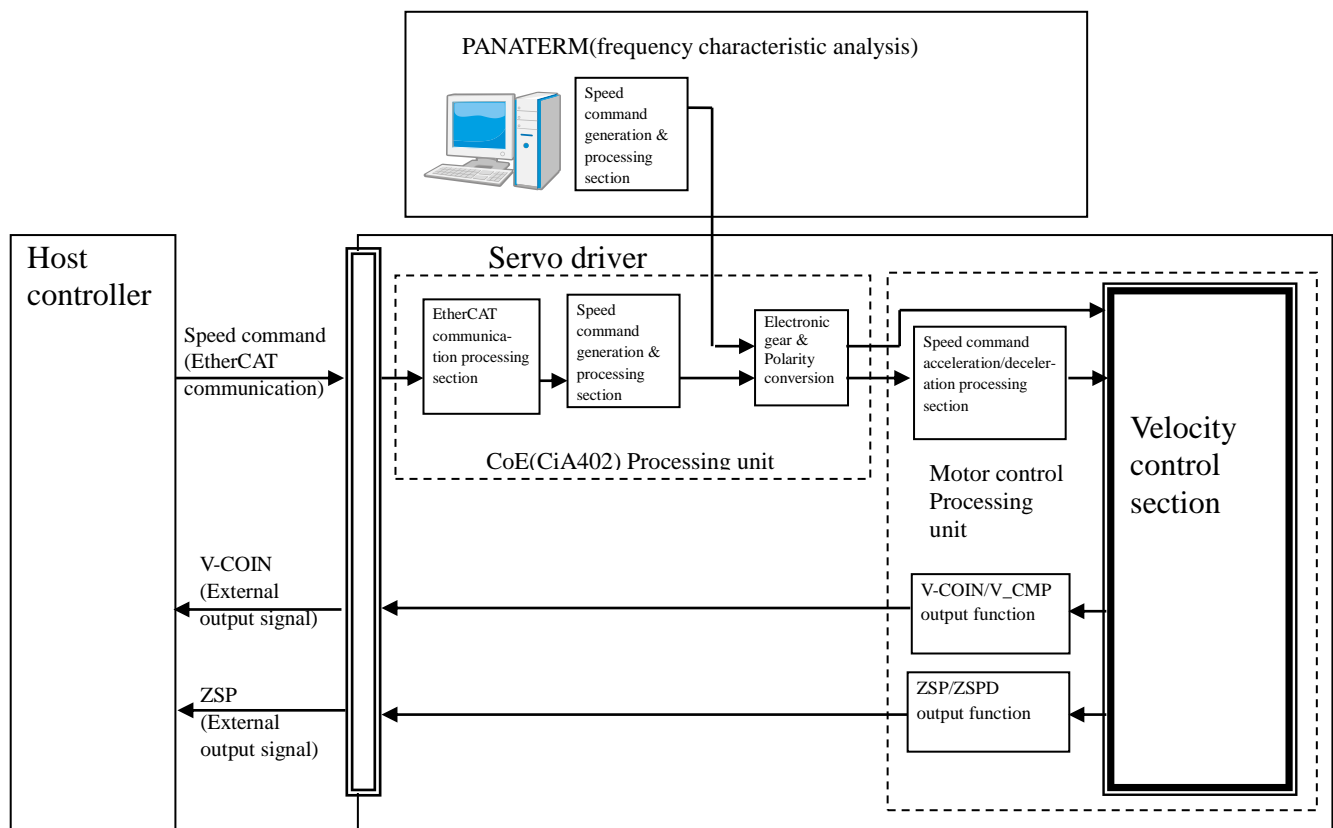 PANATERM(frequency characteristic analysis)
Speed
command
generation &
processing
section
Host
controller
Servo driver
Speed command
(EtherCAT
communication)
EtherCAT
communica-
tion processing
section
Speed
command
generation &
processing
section
Electronic
gear &
Polarity
conversion
Speed command
acceleration/deceler-
ation processing
section
Velocity
control
section
CoE(CiA402) Processing unit
Motor control
Processing
unit
V-COIN
(External
output signal)
V-COIN/V_CMP
output function
ZSP
(External
output signal)
ZSP/ZSPD
output function